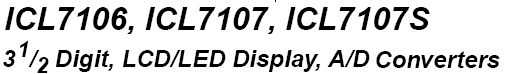 ICL7106, ICL7107, ICL7107S
3 1/2 Digit, LCD/LED Display, A/D Converters